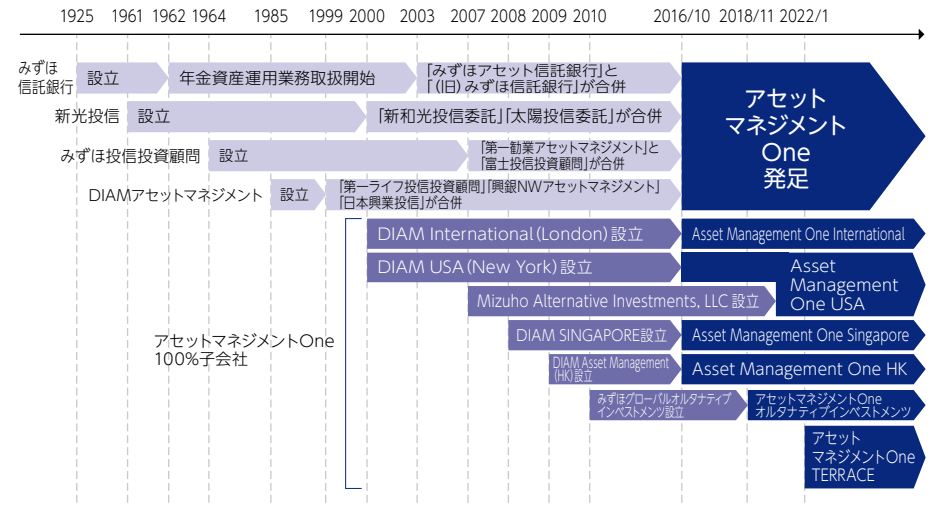 1925 1961 1962 1964 1985 1999 2000 2003 2007 2008 2009 2010 2016/10 2018/11 2022/1
みずほ
信託銀行
設立
年金資産運用業務取扱開始
「みずほアセット信託銀行」と
「(旧)みずほ信託銀行」が合併
新光投信
設立
「新和光投信委託」「太陽投信委託」が合併
みずほ投信投資顧問
設立
「第一勧業アセットマネジメント」と
「富士投信投資顧問」が合併
DIAMアセットマネジメント
設立
「第一ライフ投信投資顧問」「興銀NWアセットマネジメント」
「日本興業投信」が合併
アセット
マネジメント
One
発足
アセットマネジメントOne
100%子会社
DIAM International(London)設立
Asset Management One International
DIAM USA(New York)設立
Mizuho Alternative Investments, LLC 設立
Asset
Management
One USA
DIAM SINGAPORE設立
Asset Management One Singapore
DIAM Asset Management
(HK)設立
Asset Management One HK
みずほグローバルオルタナティブ
インベストメンツ設立
アセットマネジメントOne
オルタナティブインベストメンツ
アセット
マネジメントOne
TERRACE